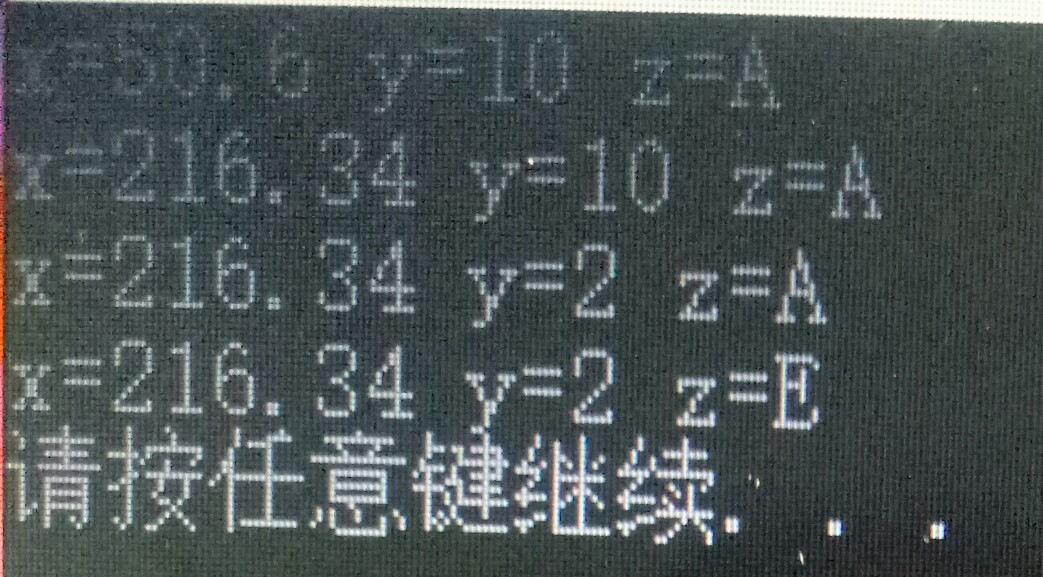 x=50.6 y=10 z=A
x=216.34 y=10 z=A
x=216.34 y=2 z=A
x=216.34 y=2 z=E
请按任意键继续. . .